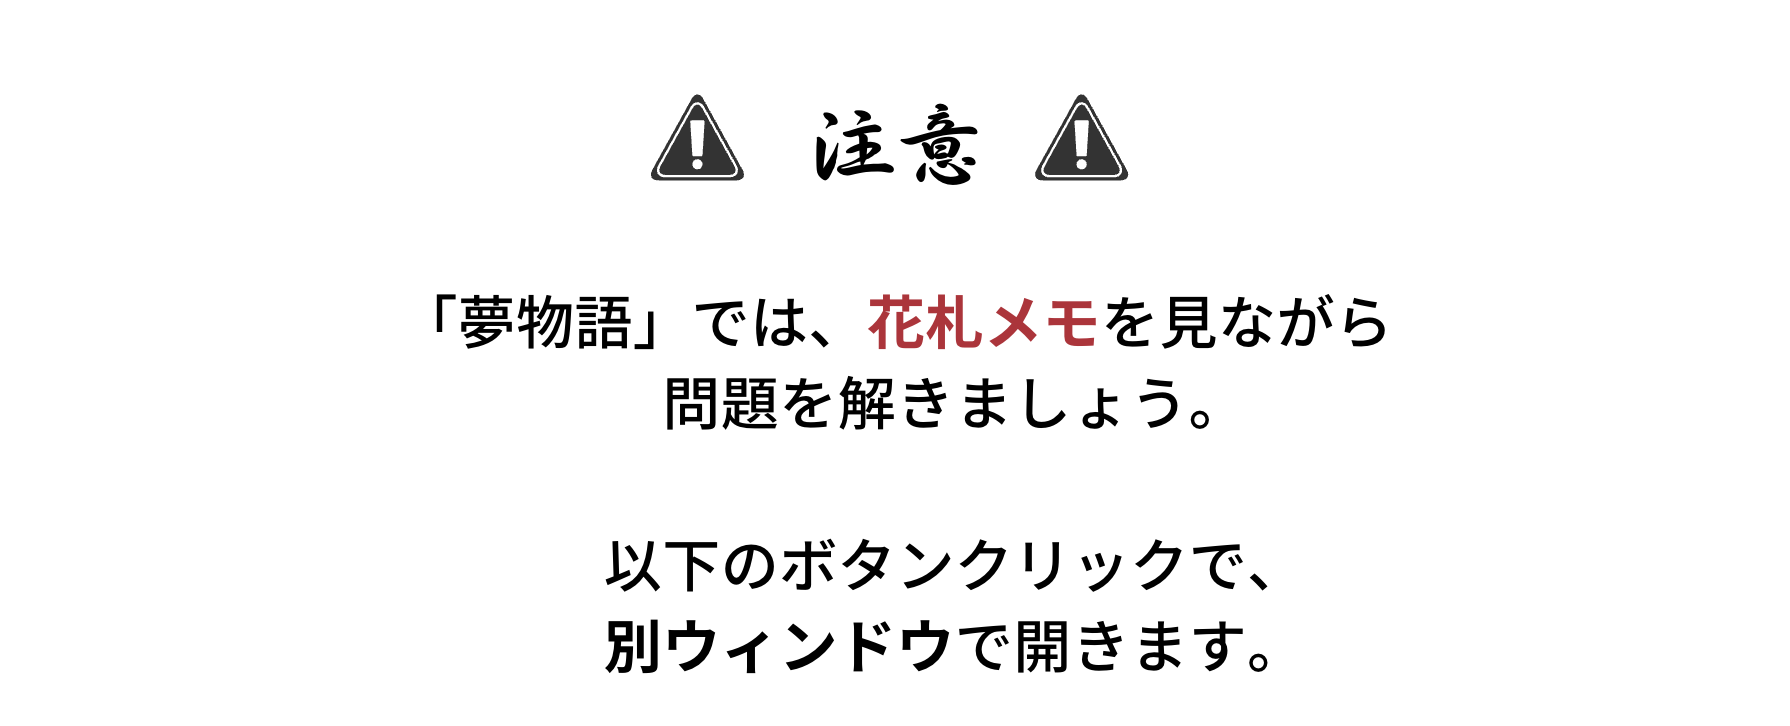 注意
「夢物語」では、花札メモを見ながら
問題を解きましょう。
以下のボタンクリックで、
別ウィンドウで開きます。